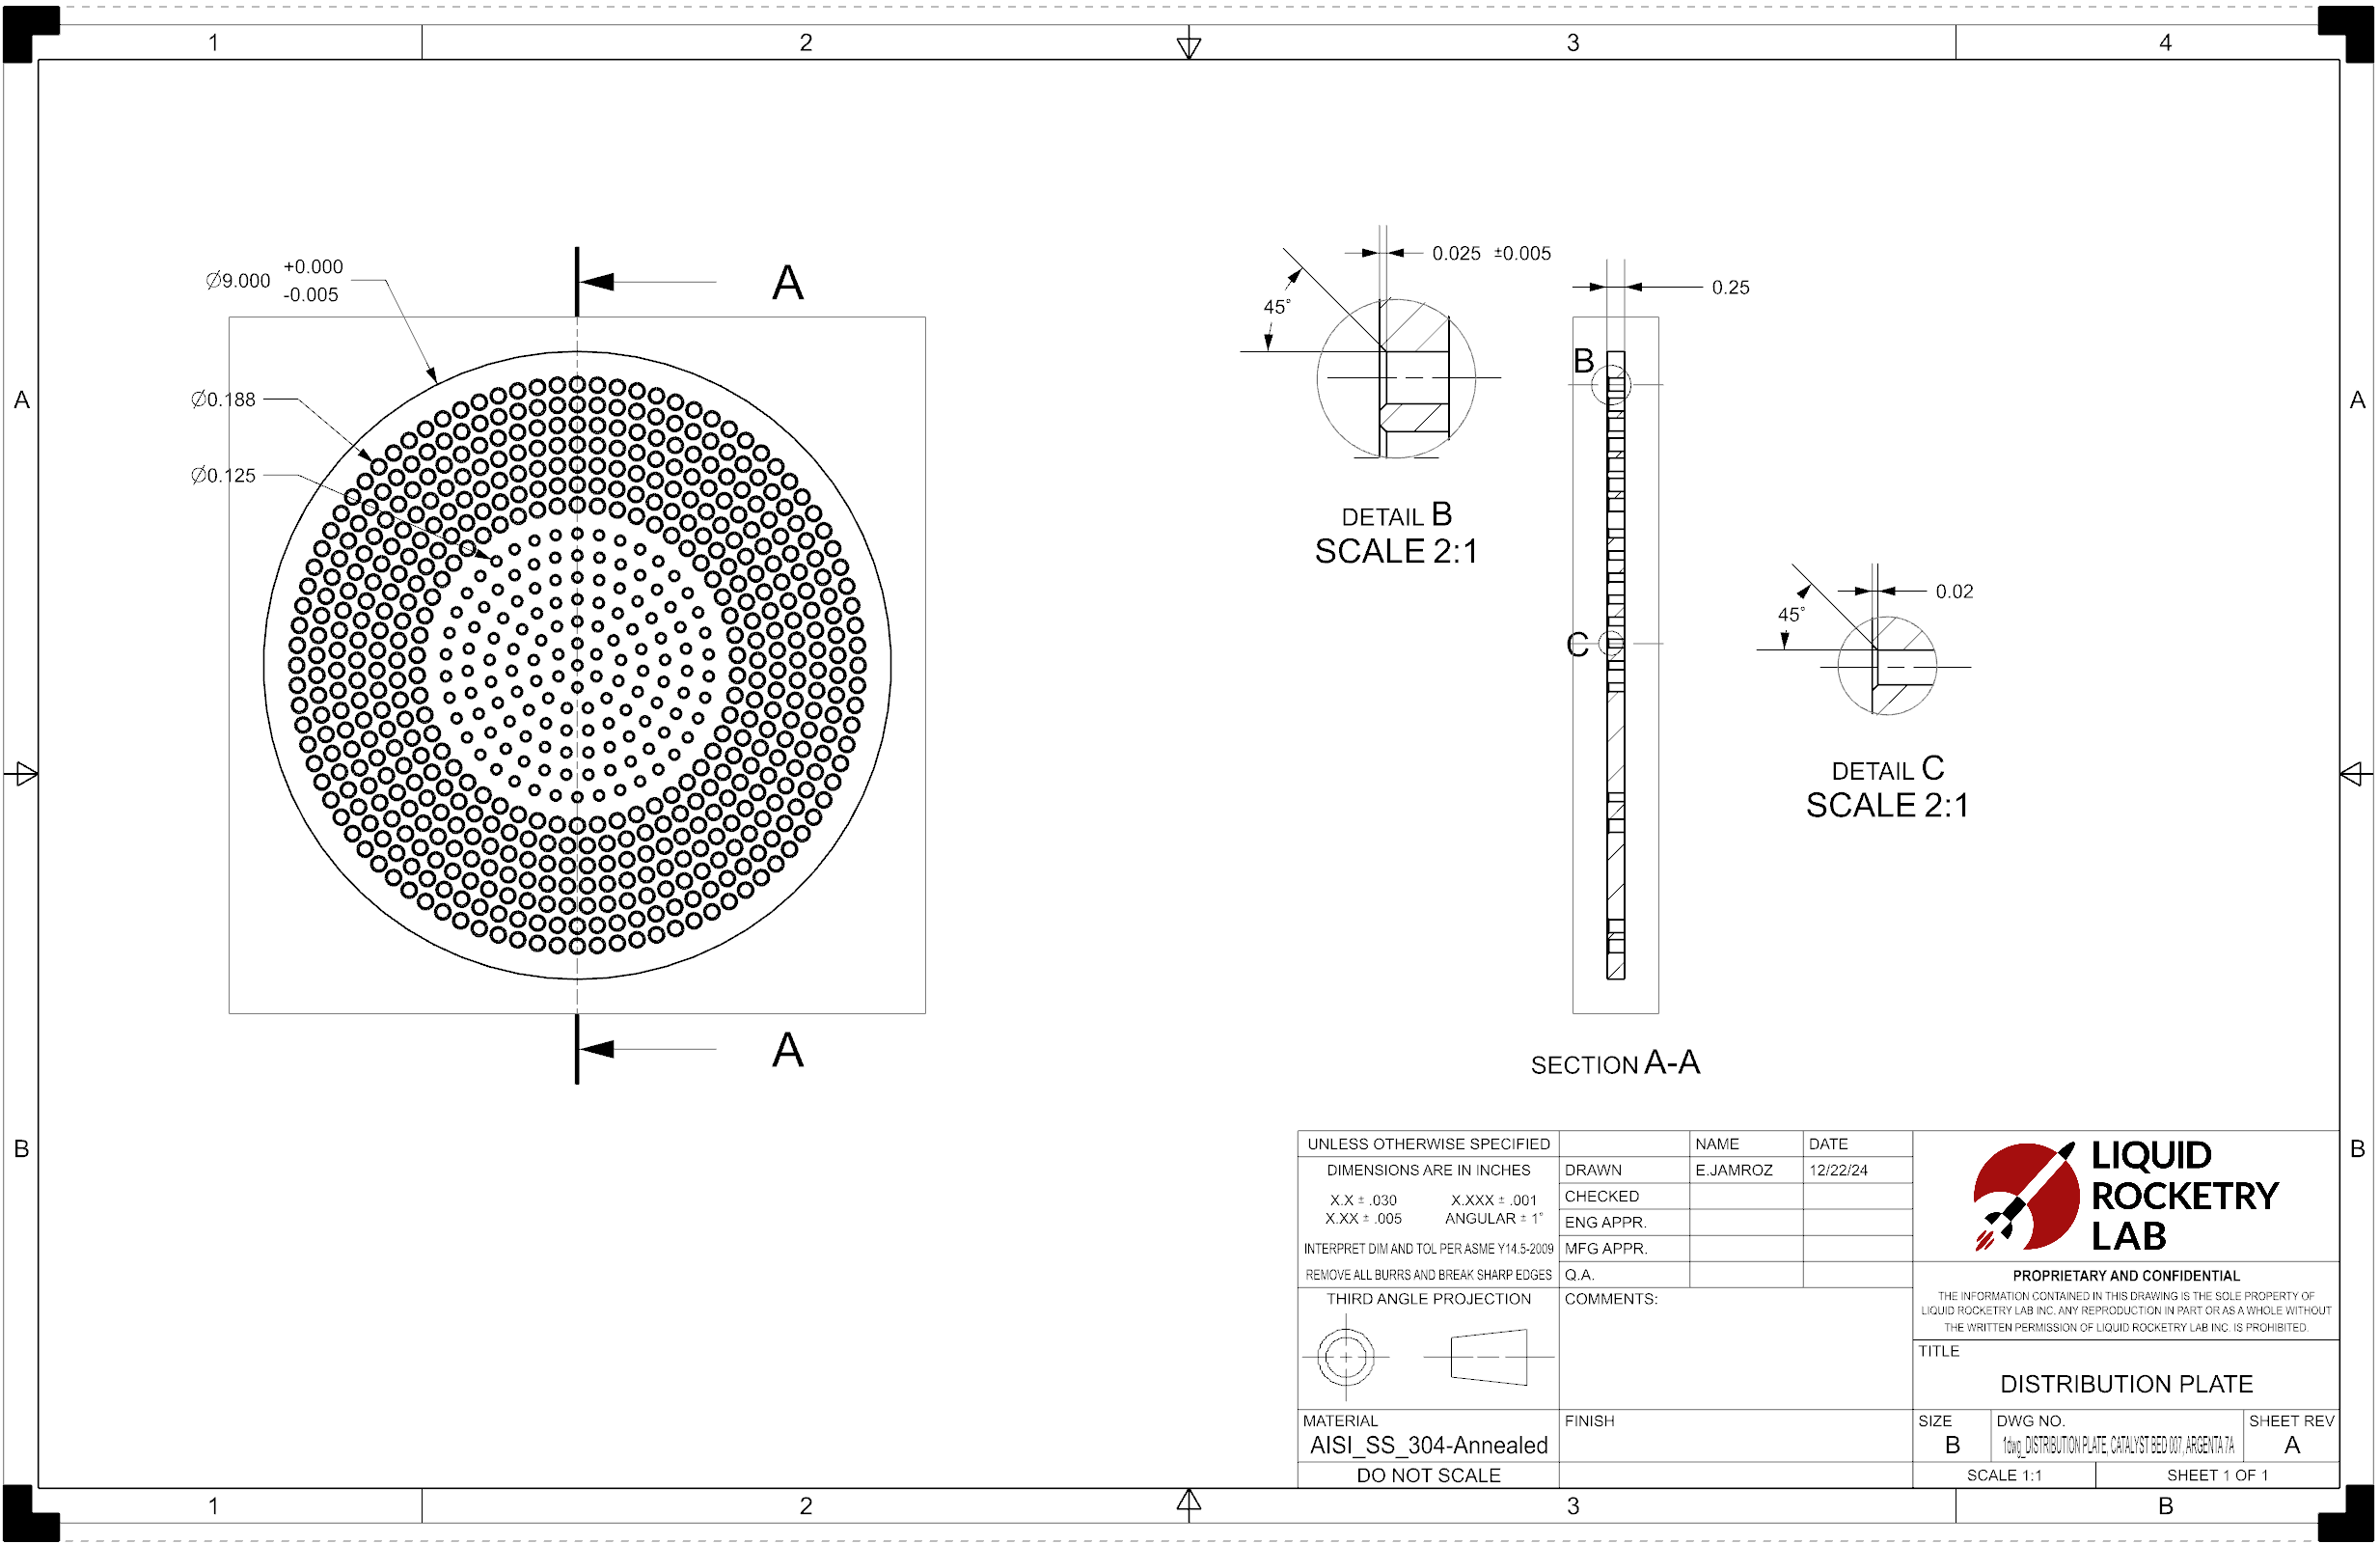 1 2 3 4
A A
B B
⌀9.000 +0.000
-0.005
⌀0.188
⌀0.125
A
A
0.025 ±0.005
45°
DETAIL B
SCALE 2:1
0.25
B
C
SECTION A-A
0.02
45°
DETAIL C
SCALE 2:1
UNLESS OTHERWISE SPECIFIED
DIMENSIONS ARE IN INCHES
X.X ± .030 X.XXX ± .001
X.XX ± .005 ANGULAR ± 1°
INTERPRET DIM AND TOL PER ASME Y14.5-2009
REMOVE ALL BURRS AND BREAK SHARP EDGES
THIRD ANGLE PROJECTION
MATERIAL
AISI_SS_304-Annealed
DO NOT SCALE
NAME DATE
DRAWN E.JAMROZ 12/22/24
CHECKED
ENG APPR.
MFG APPR.
Q.A.
COMMENTS:
FINISH
LIQUID
ROCKETRY
LAB
PROPRIETARY AND CONFIDENTIAL
THE INFORMATION CONTAINED IN THIS DRAWING IS THE SOLE PROPERTY OF
LIQUID ROCKETRY LAB INC. ANY REPRODUCTION IN PART OR AS A WHOLE WITHOUT
THE WRITTEN PERMISSION OF LIQUID ROCKETRY LAB INC. IS PROHIBITED.
TITLE
DISTRIBUTION PLATE
SIZE DWG NO. SHEET REV
B 1dwg_DISTRIBUTION PLATE, CATALYST BED 007, ARGENTA 7A A
SCALE 1:1 SHEET 1 OF 1
1 2 3 B